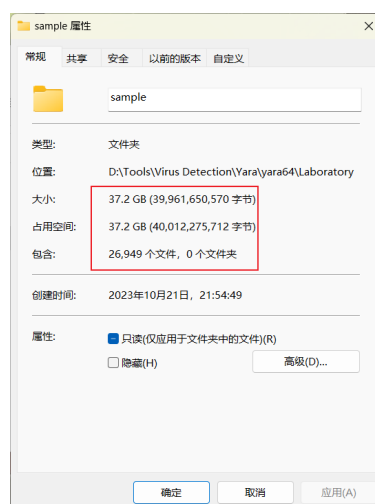 sample 属性
常规 共享 安全 以前的版本 自定义
sample
类型: 文件夹
位置: D:\Tools\Virus Detection\Yara\yara64\Laboratory
大小: 37.2 GB (39,961,650,570 字节)
占用空间: 37.2 GB (40,012,275,712 字节)
包含: 26,949 个文件，0 个文件夹
创建时间: 2023年10月21日，21:54:49
属性: 只读(仅应用于文件夹中的文件)(R)
隐藏(H) 高级(D)...
确定 取消 应用(A)